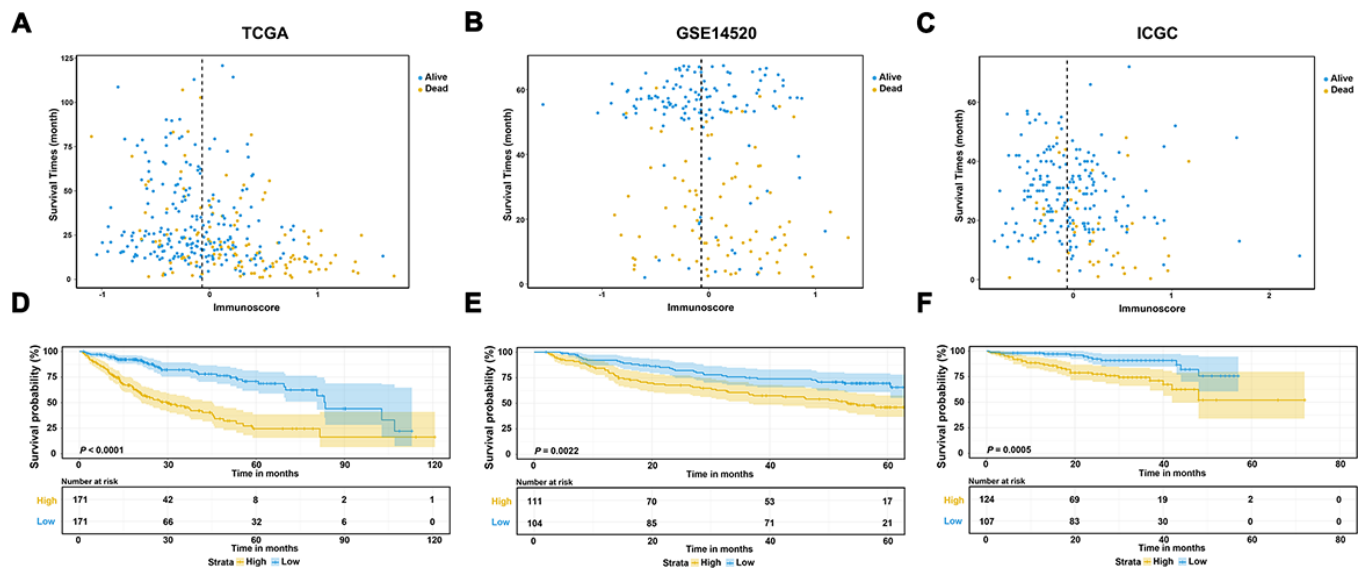 A
TCGA
125
100
75
50
25
0
Survival Times (month)
-1
0
1
Immunoscore
Alive
Dead
B
GSE14520
60
40
20
0
Survival Times (month)
-1
0
1
Immunoscore
Alive
Dead
C
ICGC
60
40
20
0
Survival Times (month)
0
1
2
Immunoscore
Alive
Dead
D
100
75
50
25
0
Survival probability (%)
P < 0.0001
0 30 60 90 120
Time in months
Number at risk
High 171 42 8 2 1
Low 171 66 32 6 0
0 30 60 90 120
Time in months
Strata High Low
E
100
75
50
25
0
Survival probability (%)
P = 0.0022
0 20 40 60
Time in months
Number at risk
High 111 70 53 17
Low 104 85 71 21
0 20 40 60
Time in months
Strata High Low
F
100
75
50
25
0
Survival probability (%)
P = 0.0005
0 20 40 60 80
Time in months
Number at risk
High 124 69 19 2 0
Low 107 83 30 0 0
0 20 40 60 80
Time in months
Strata High Low